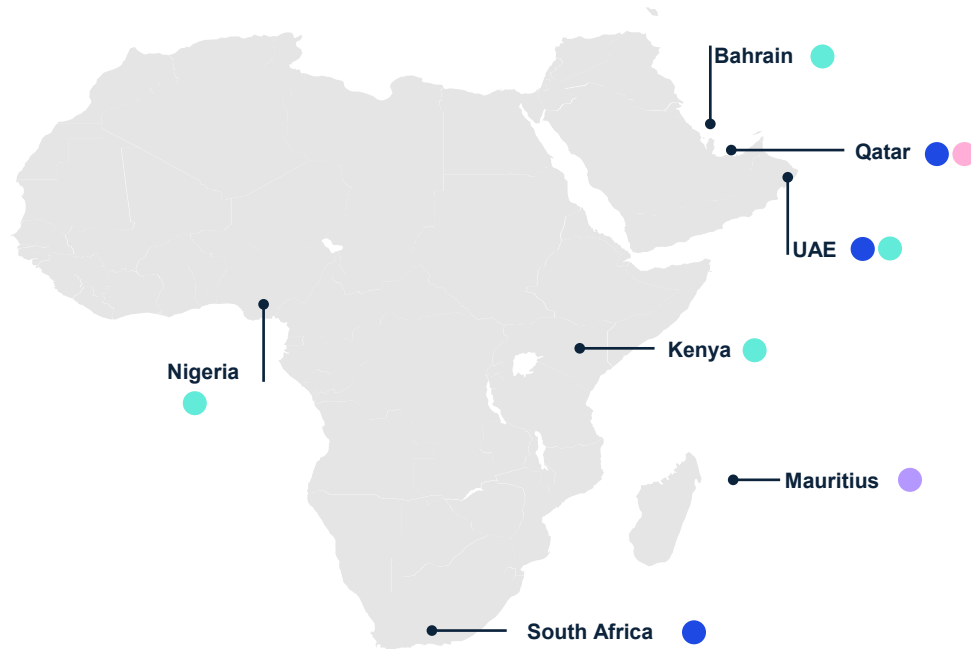 Bahrain
Qatar
UAE
Kenya
Nigeria
Mauritius
South Africa